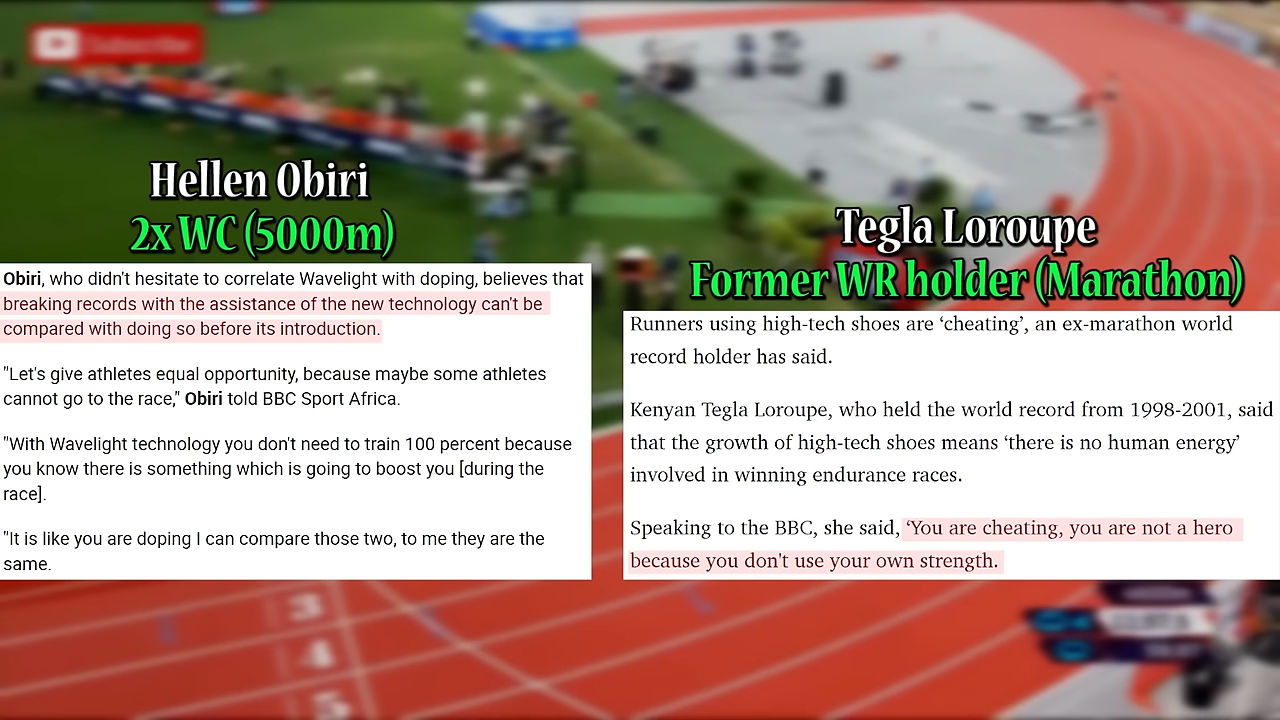 Subscribe
Hellen Obiri
2x WC (5000m)
Obiri, who didn't hesitate to correlate Wavelight with doping, believes that
breaking records with the assistance of the new technology can't be
compared with doing so before its introduction.
"Let's give athletes equal opportunity, because maybe some athletes
cannot go to the race," Obiri told BBC Sport Africa.
"With Wavelight technology you don't need to train 100 percent because
you know there is something which is going to boost you [during the
race].
"It is like you are doping I can compare those two, to me they are the
same.
Tegla Loroupe
Former WR holder (Marathon)
Runners using high-tech shoes are ‘cheating’, an ex-marathon world
record holder has said.
Kenyan Tegla Loroupe, who held the world record from 1998-2001, said
that the growth of high-tech shoes means ‘there is no human energy’
involved in winning endurance races.
Speaking to the BBC, she said, ‘You are cheating, you are not a hero
because you don't use your own strength.
3
4
5